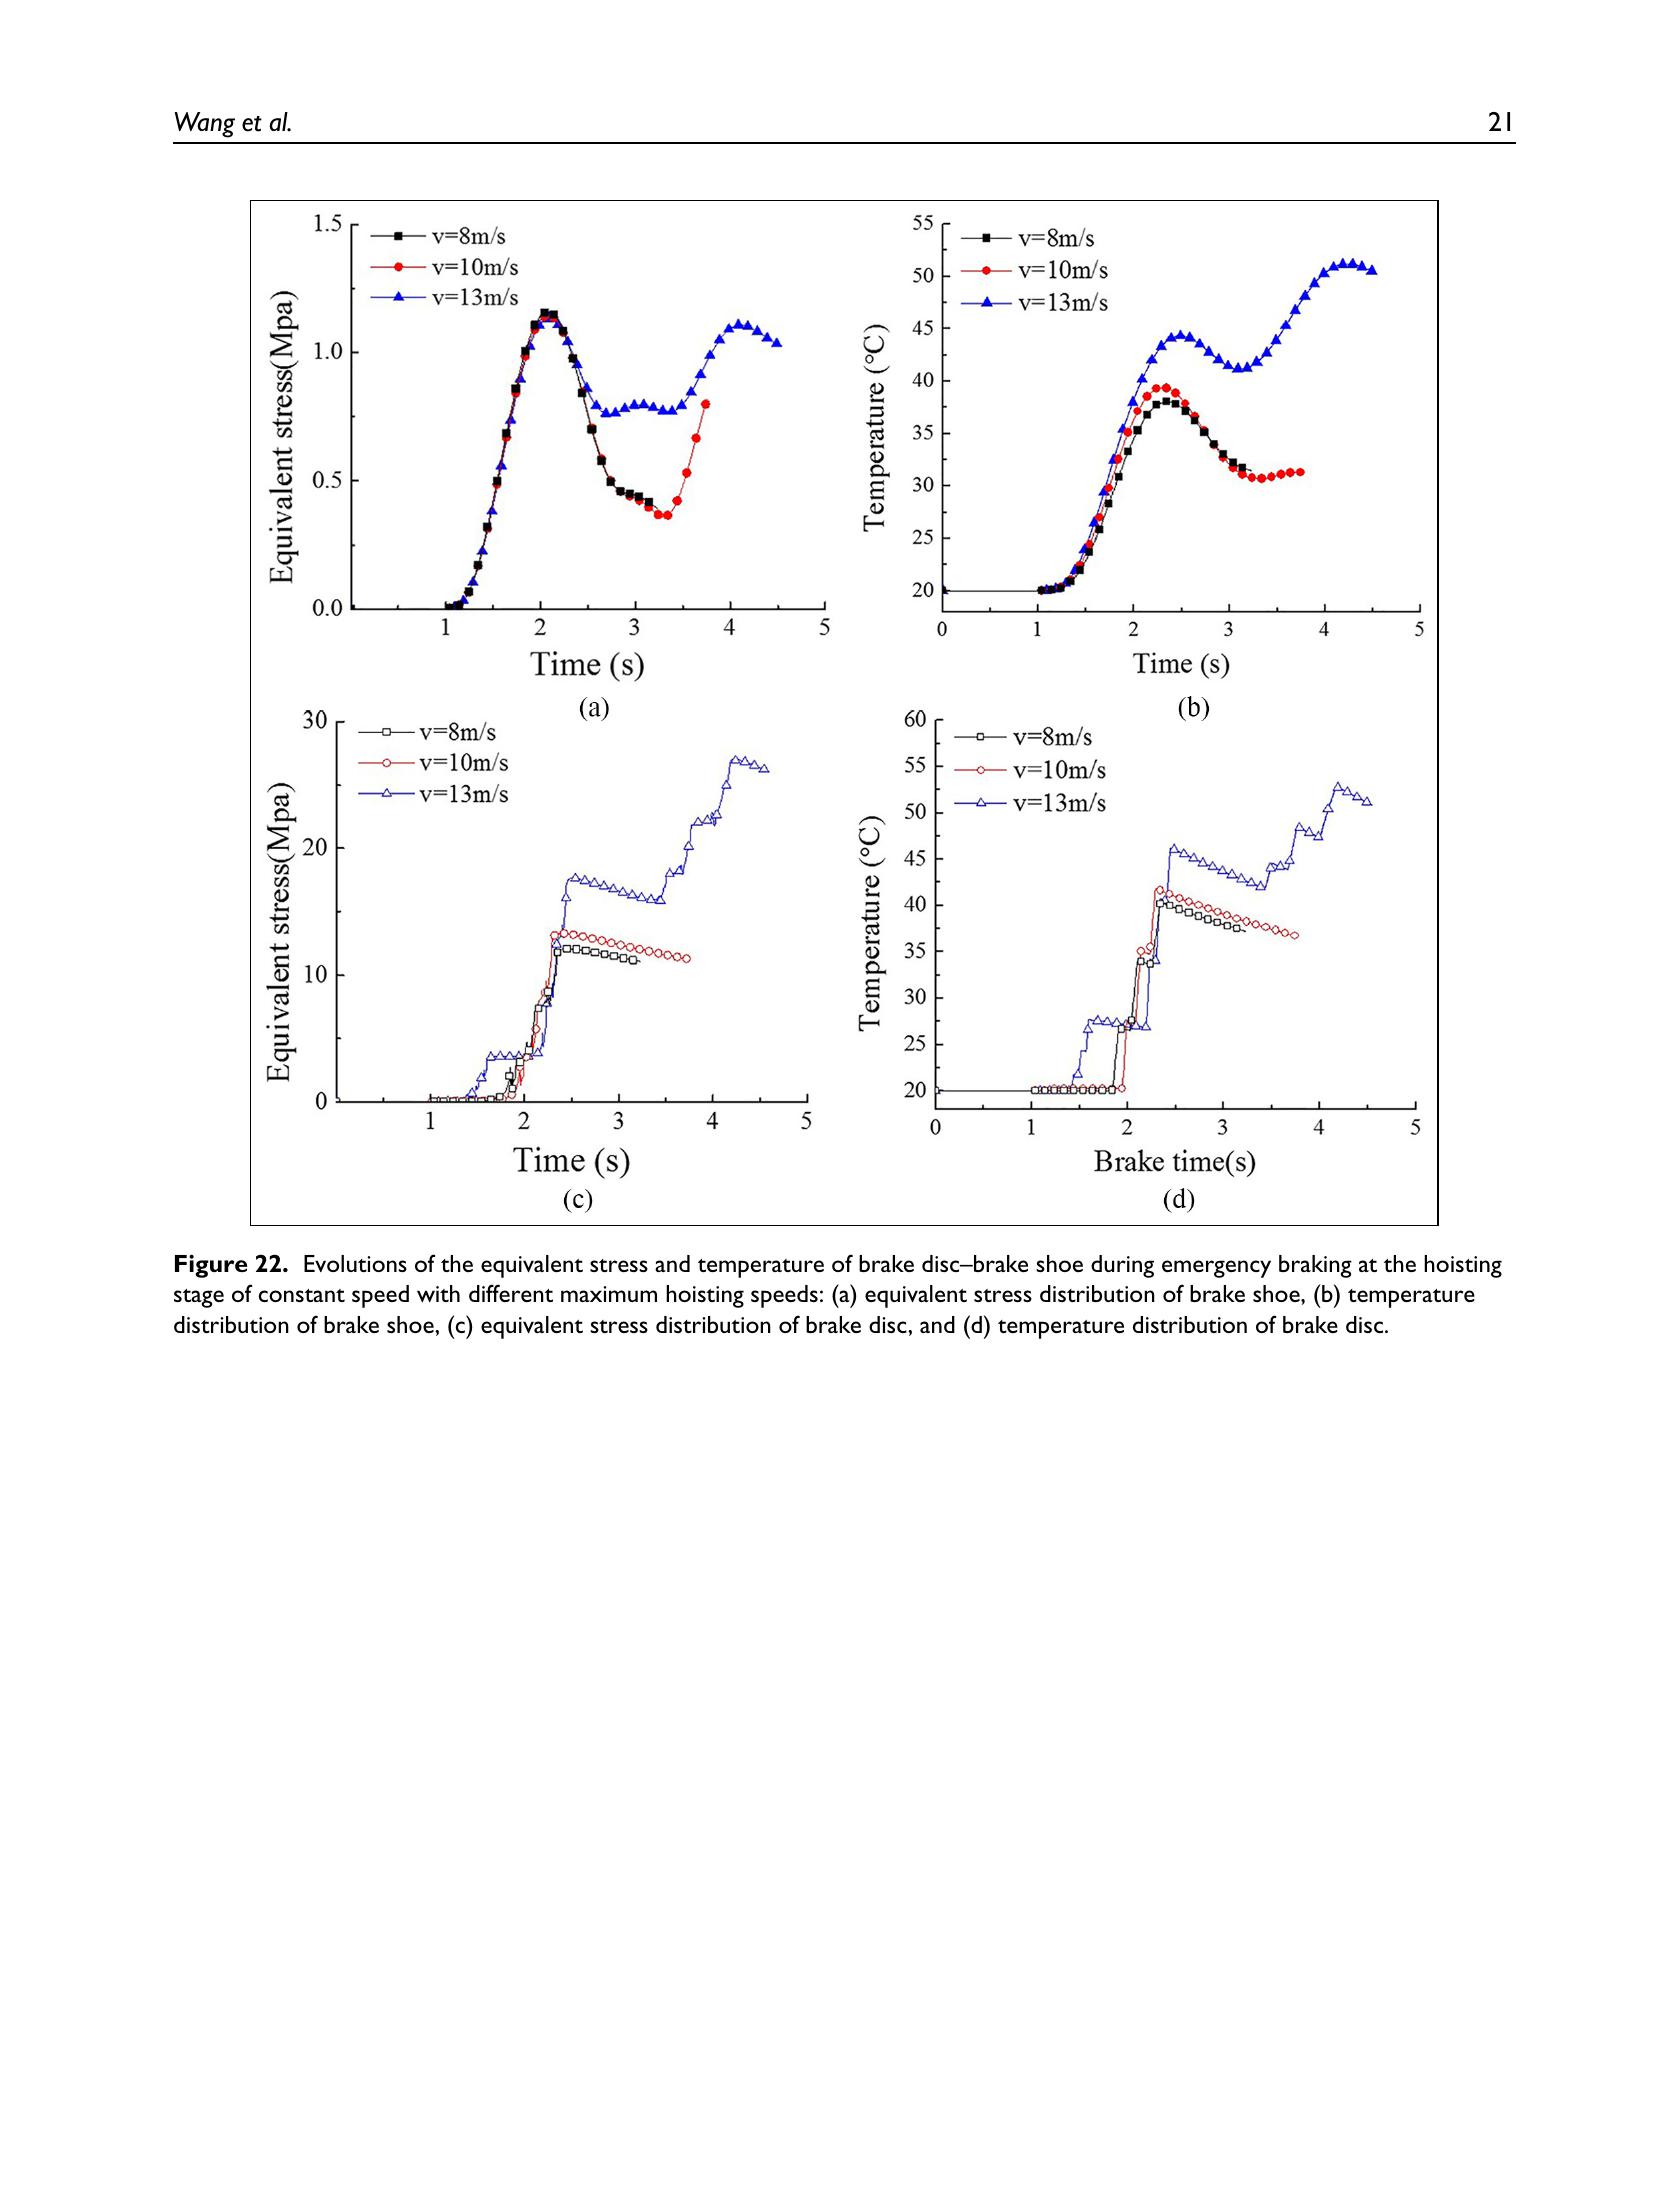 Wang et al.
21
1.5
1.0
0.5
0.0
v=8m/s
v=10m/s
v=13m/s
Equivalent stress(Mpa)
1 2 3 4 5
Time (s)
(a)
55
50
45
40
35
30
25
20
v=8m/s
v=10m/s
v=13m/s
Temperature (°C)
0 1 2 3 4 5
Time (s)
(b)
30
20
10
0
v=8m/s
v=10m/s
v=13m/s
Equivalent stress(Mpa)
1 2 3 4 5
Time (s)
(c)
60
55
50
45
40
35
30
25
20
v=8m/s
v=10m/s
v=13m/s
Temperature (°C)
0 1 2 3 4 5
Brake time(s)
(d)
Figure 22. Evolutions of the equivalent stress and temperature of brake disc–brake shoe during emergency braking at the hoisting
stage of constant speed with different maximum hoisting speeds: (a) equivalent stress distribution of brake shoe, (b) temperature
distribution of brake shoe, (c) equivalent stress distribution of brake disc, and (d) temperature distribution of brake disc.